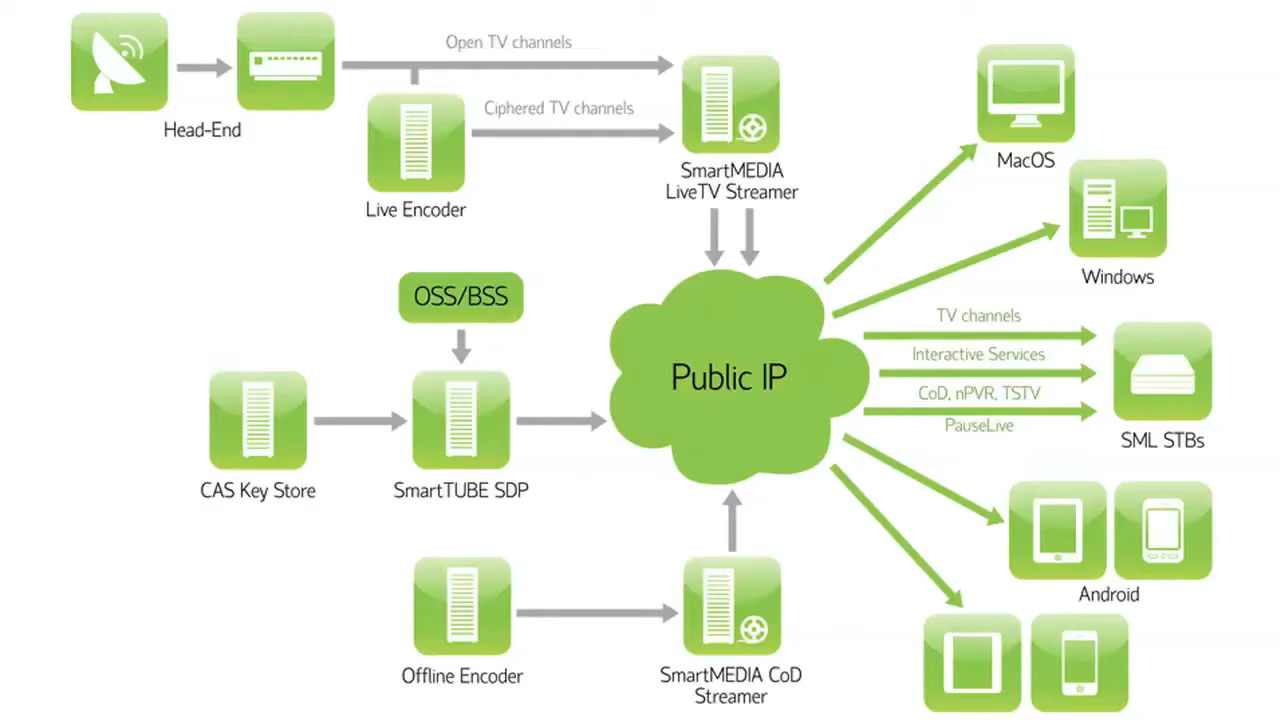 Open TV channels
Head-End
Ciphered TV channels
Live Encoder
SmartMEDIA
LiveTV Streamer
MacOS
Windows
OSS/BSS
Public IP
TV channels
Interactive Services
CoD, nPVR, TSTV
PauseLive
SML STBs
CAS Key Store
SmartTUBE SDP
Android
Offline Encoder
SmartMEDIA CoD
Streamer